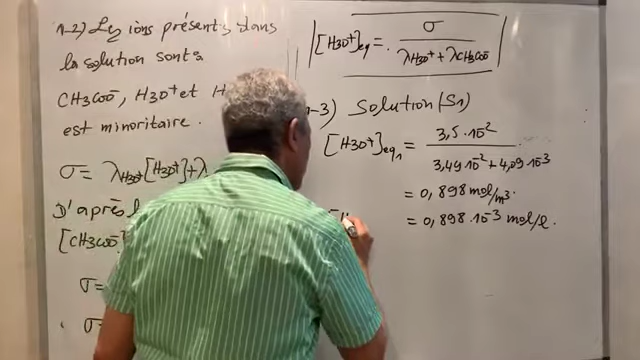 1-2) Les ions présents dans
la solution sont:
CH3COO⁻, H3O⁺ et H
est minoritaire.
σ = λH3O⁺[H3O⁺] + λ
D'après l
[CH3COO⁻]
σ =
σ =
[H3O⁺]eq = σ / (λH3O⁺ + λCH3COO⁻)
1-3) Solution (S1)
[H3O⁺]eq1 = 3,5.10⁻² / (3,49 10⁻² + 4,09 10⁻³)
= 0,898 mol/m³.
= 0,898.10⁻³ mol/l.